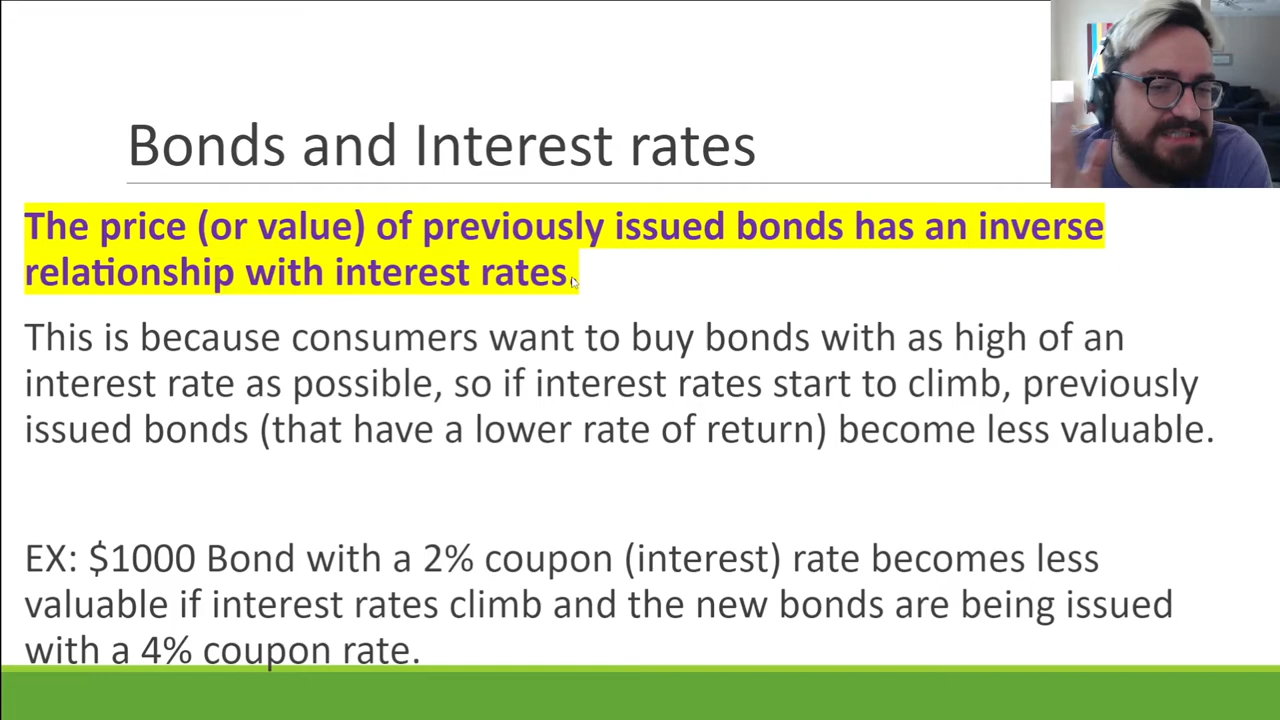 Bonds and Interest rates
The price (or value) of previously issued bonds has an inverse
relationship with interest rates.
This is because consumers want to buy bonds with as high of an
interest rate as possible, so if interest rates start to climb, previously
issued bonds (that have a lower rate of return) become less valuable.
EX: $1000 Bond with a 2% coupon (interest) rate becomes less
valuable if interest rates climb and the new bonds are being issued
with a 4% coupon rate.